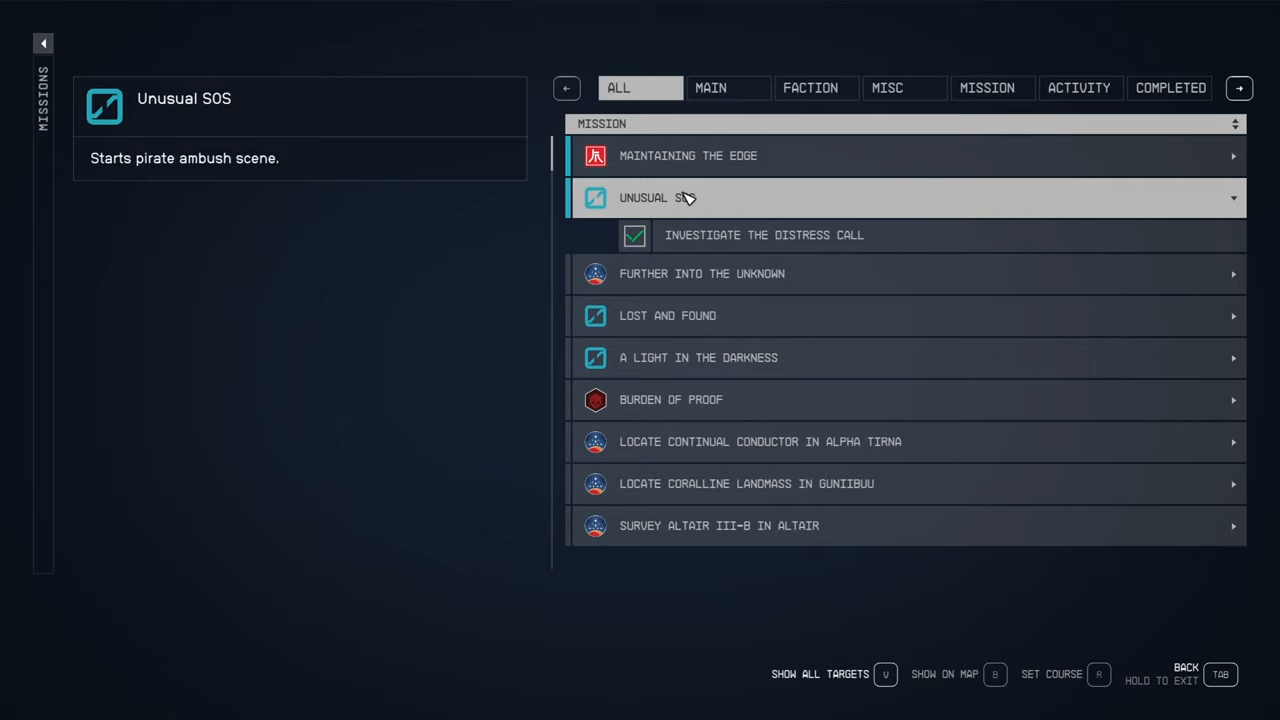 MISSIONS
Unusual SOS
Starts pirate ambush scene.
ALL MAIN FACTION MISC MISSION ACTIVITY COMPLETED
MISSION
MAINTAINING THE EDGE
UNUSUAL SOS
INVESTIGATE THE DISTRESS CALL
FURTHER INTO THE UNKNOWN
LOST AND FOUND
A LIGHT IN THE DARKNESS
BURDEN OF PROOF
LOCATE CONTINUAL CONDUCTOR IN ALPHA TIRNA
LOCATE CORALLINE LANDMASS IN GUNIIBUU
SURVEY ALTAIR III-B IN ALTAIR
SHOW ALL TARGETS V SHOW ON MAP B SET COURSE R BACK TAB
HOLD TO EXIT